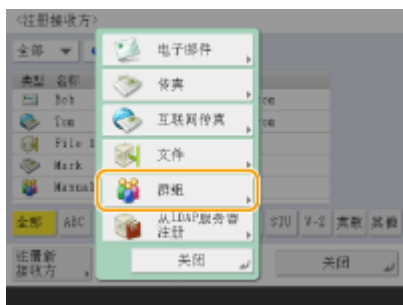 <注册接收方>
全部
电子邮件
类型 名称
传真
Bob
Tom
互联网传真
File
文件
Mark
群组
全部 ABC
从LDAP服务器
注册
STU V-Z 其他
注册新
接收方
关闭
关闭